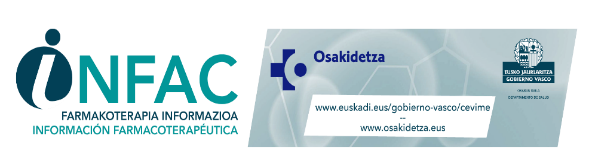 iNFAC
FARMAKOTERAPIA INFORMAZIOA
INFORMACIÓN FARMACOTERAPÉUTICA
Osakidetza
EUSKO JAURLARITZA
GOBIERNO VASCO
www.euskadi.eus/gobierno-vasco/cevime
--
www.osakidetza.eus